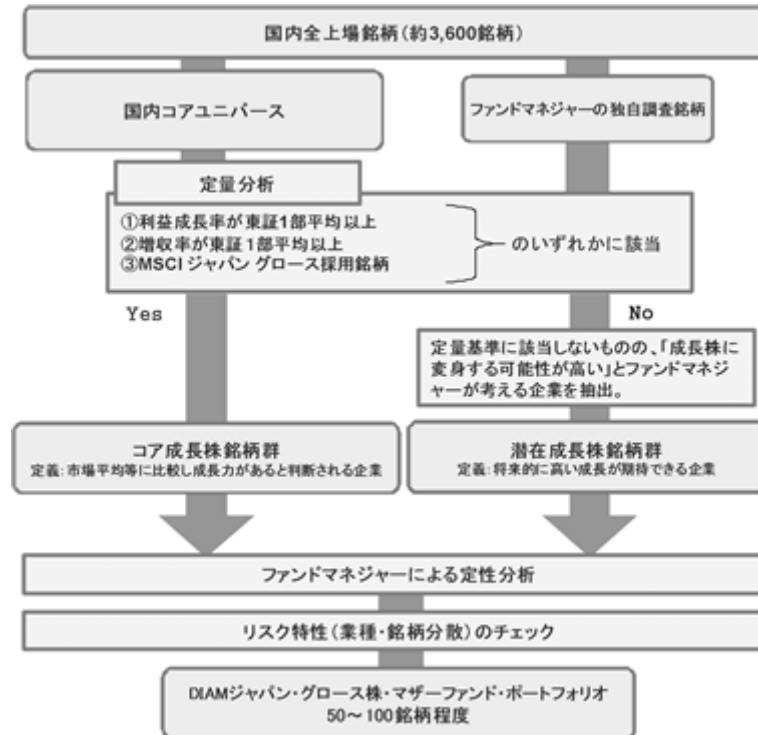 国内全上場銘柄(約3,600銘柄)
国内コアユニバース
ファンドマネジャーの独自調査銘柄
定量分析
①利益成長率が東証1部平均以上
②増収率が東証1部平均以上
③MSCI ジャパン グロース採用銘柄
のいずれかに該当
Yes
No
定量基準に該当しないものの、「成長株に
変身する可能性が高い」とファンドマネジ
ャーが考える企業を抽出。
コア成長株銘柄群
定義:市場平均等に比較し成長力があると判断される企業
潜在成長株銘柄群
定義:将来的に高い成長が期待できる企業
ファンドマネジャーによる定性分析
リスク特性(業種・銘柄分散)のチェック
DIAMジャパン・グロース株・マザーファンド・ポートフォリオ
50～100銘柄程度